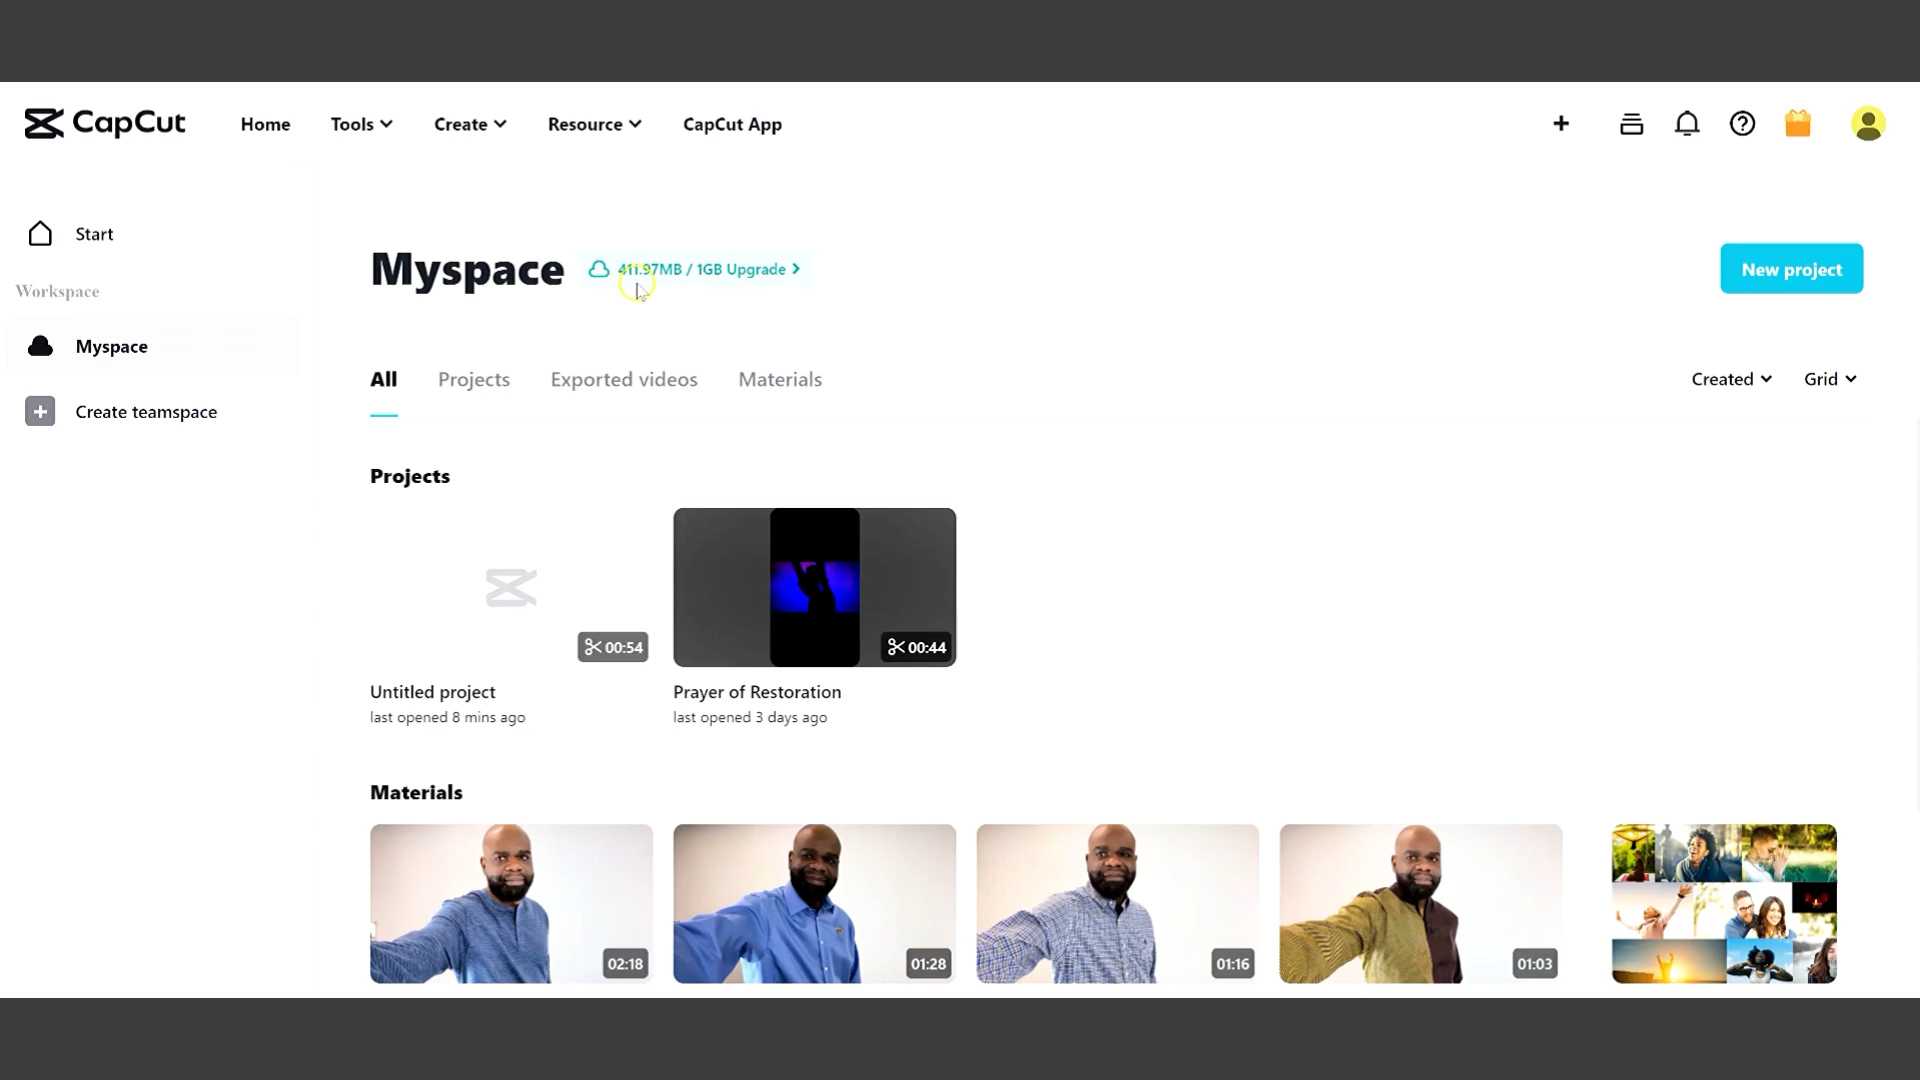 CapCut
Home
Tools
Create
Resource
CapCut App
Start
Workspace
Myspace
Create teamspace
Myspace
411.97MB / 1GB Upgrade
New project
All
Projects
Exported videos
Materials
Created
Grid
Projects
00:54
00:44
Untitled project
last opened 8 mins ago
Prayer of Restoration
last opened 3 days ago
Materials
02:18
01:28
01:16
01:03